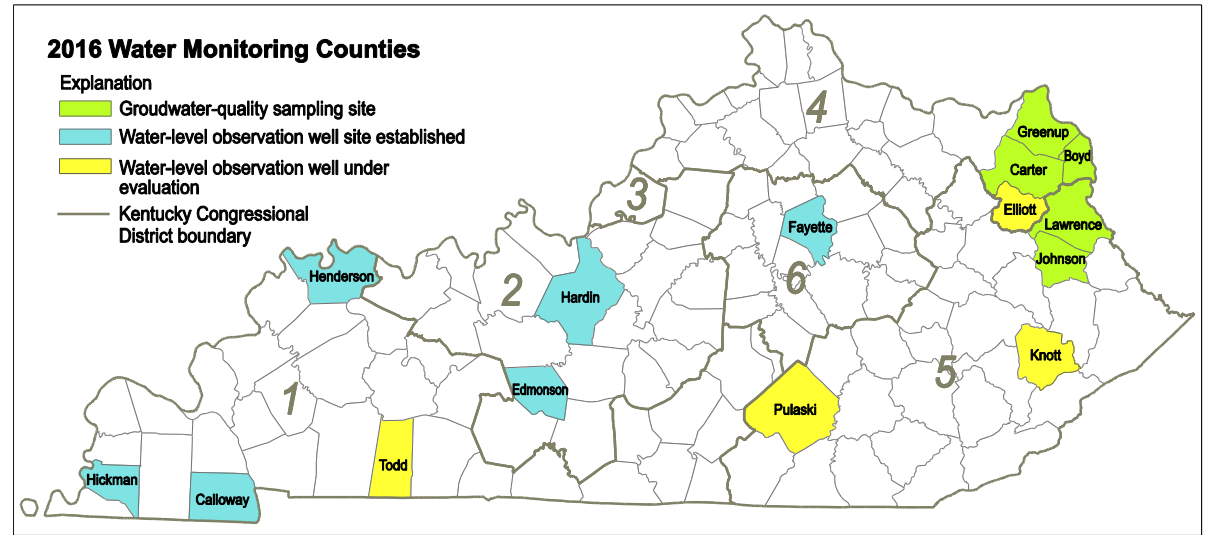 2016 Water Monitoring Counties
Explanation
Groudwater-quality sampling site
Water-level observation well site established
Water-level observation well under
evaluation
Kentucky Congressional
District boundary
4
Greenup
Boyd
Carter
3
Elliott
Fayette
Lawrence
Johnson
Henderson
2
Hardin
6
Knott
5
Edmonson
1
Pulaski
Todd
Hickman
Calloway